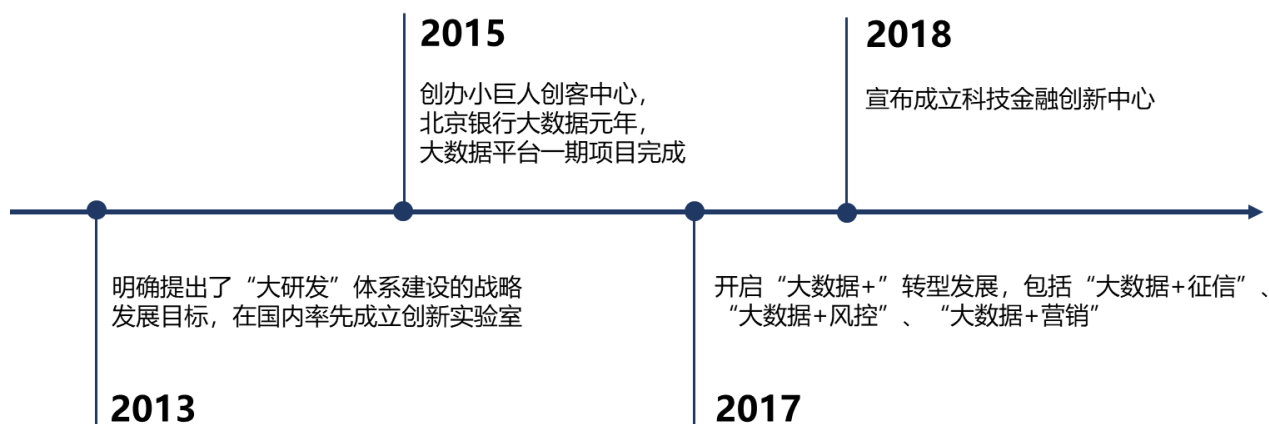 2015
创办小巨人创客中心，
北京银行大数据元年，
大数据平台一期项目完成
2018
宣布成立科技金融创新中心
明确提出了“大研发”体系建设的战略
发展目标，在国内率先成立创新实验室
2013
开启“大数据+”转型发展，包括“大数据+征信”、
“大数据+风控”、“大数据+营销”
2017